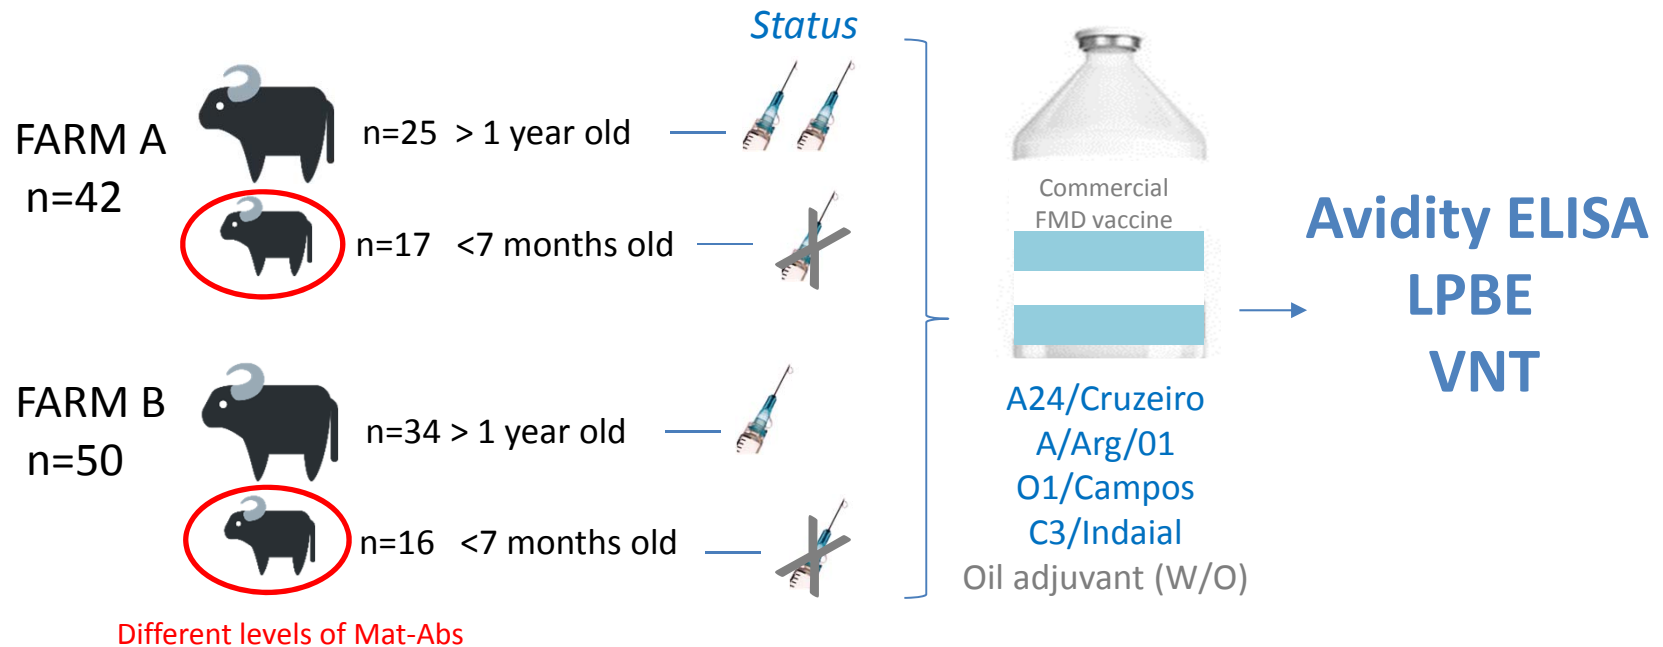 Status
FARM A
n=42
n=25 > 1 year old
n=17 <7 months old
FARM B
n=50
n=34 > 1 year old
n=16 <7 months old
Different levels of Mat-Abs
Commercial
FMD vaccine
A24/Cruzeiro
A/Arg/01
O1/Campos
C3/Indaial
Oil adjuvant (W/O)
Avidity ELISA
LPBE
VNT